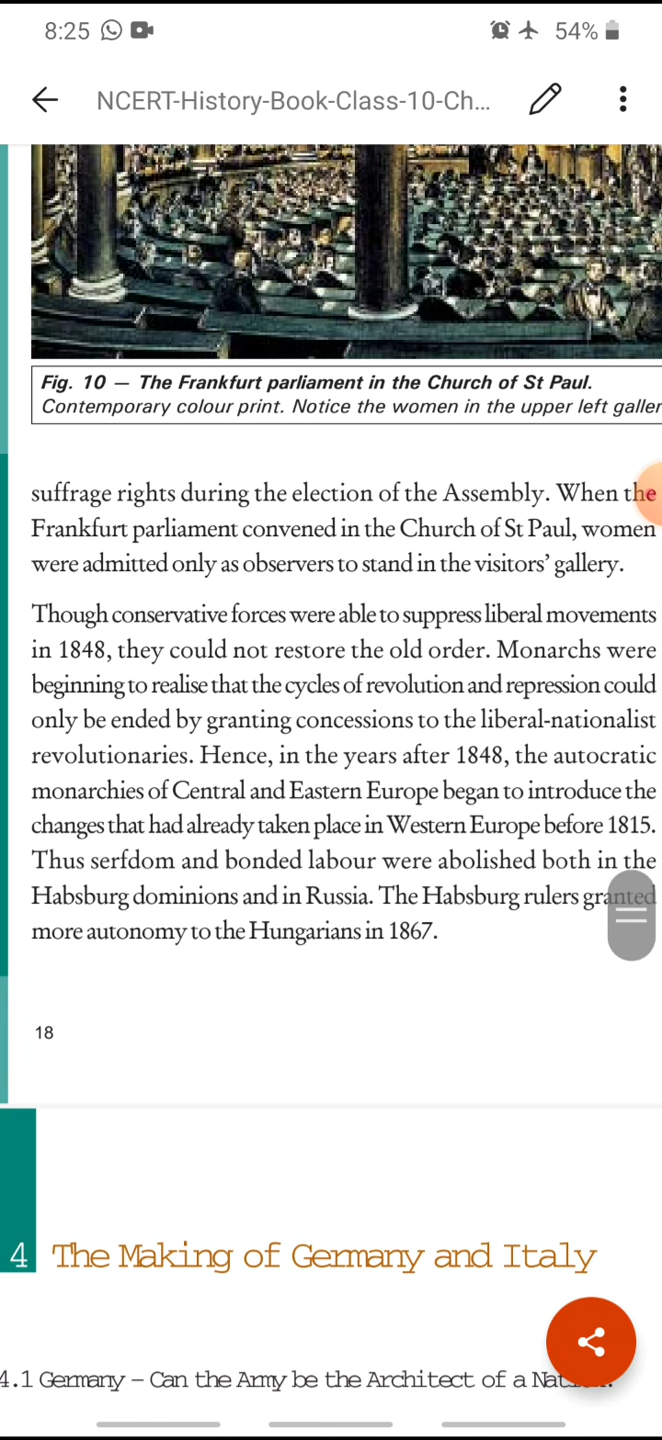 8:25 54%
NCERT-History-Book-Class-10-Ch...
Fig. 10 — The Frankfurt parliament in the Church of St Paul.
Contemporary colour print. Notice the women in the upper left galler
suffrage rights during the election of the Assembly. When the
Frankfurt parliament convened in the Church of St Paul, women
were admitted only as observers to stand in the visitors' gallery.
Though conservative forces were able to suppress liberal movements
in 1848, they could not restore the old order. Monarchs were
beginning to realise that the cycles of revolution and repression could
only be ended by granting concessions to the liberal-nationalist
revolutionaries. Hence, in the years after 1848, the autocratic
monarchies of Central and Eastern Europe began to introduce the
changes that had already taken place in Western Europe before 1815.
Thus serfdom and bonded labour were abolished both in the
Habsburg dominions and in Russia. The Habsburg rulers granted
more autonomy to the Hungarians in 1867.
18
4 The Making of Germany and Italy
4.1 Germany – Can the Army be the Architect of a